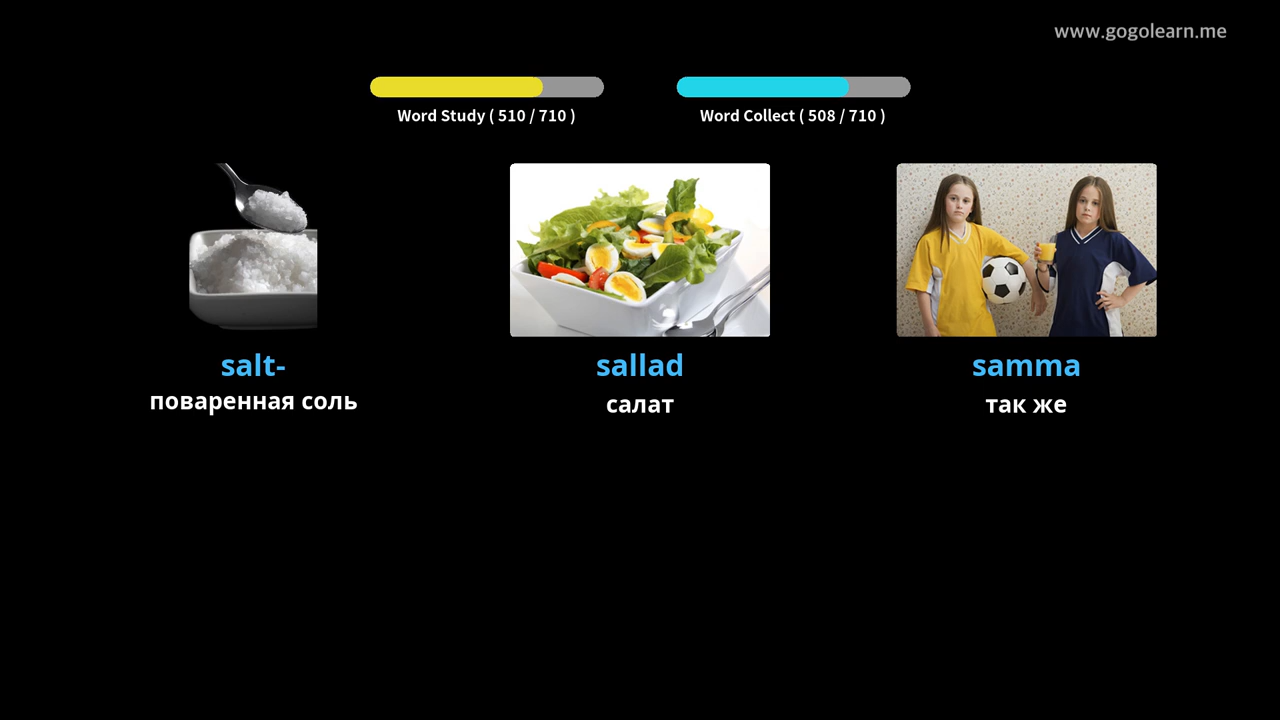 www.gogolearn.me
Word Study ( 510 / 710 )
Word Collect ( 508 / 710 )
salt-
поваренная соль
sallad
салат
samma
так же